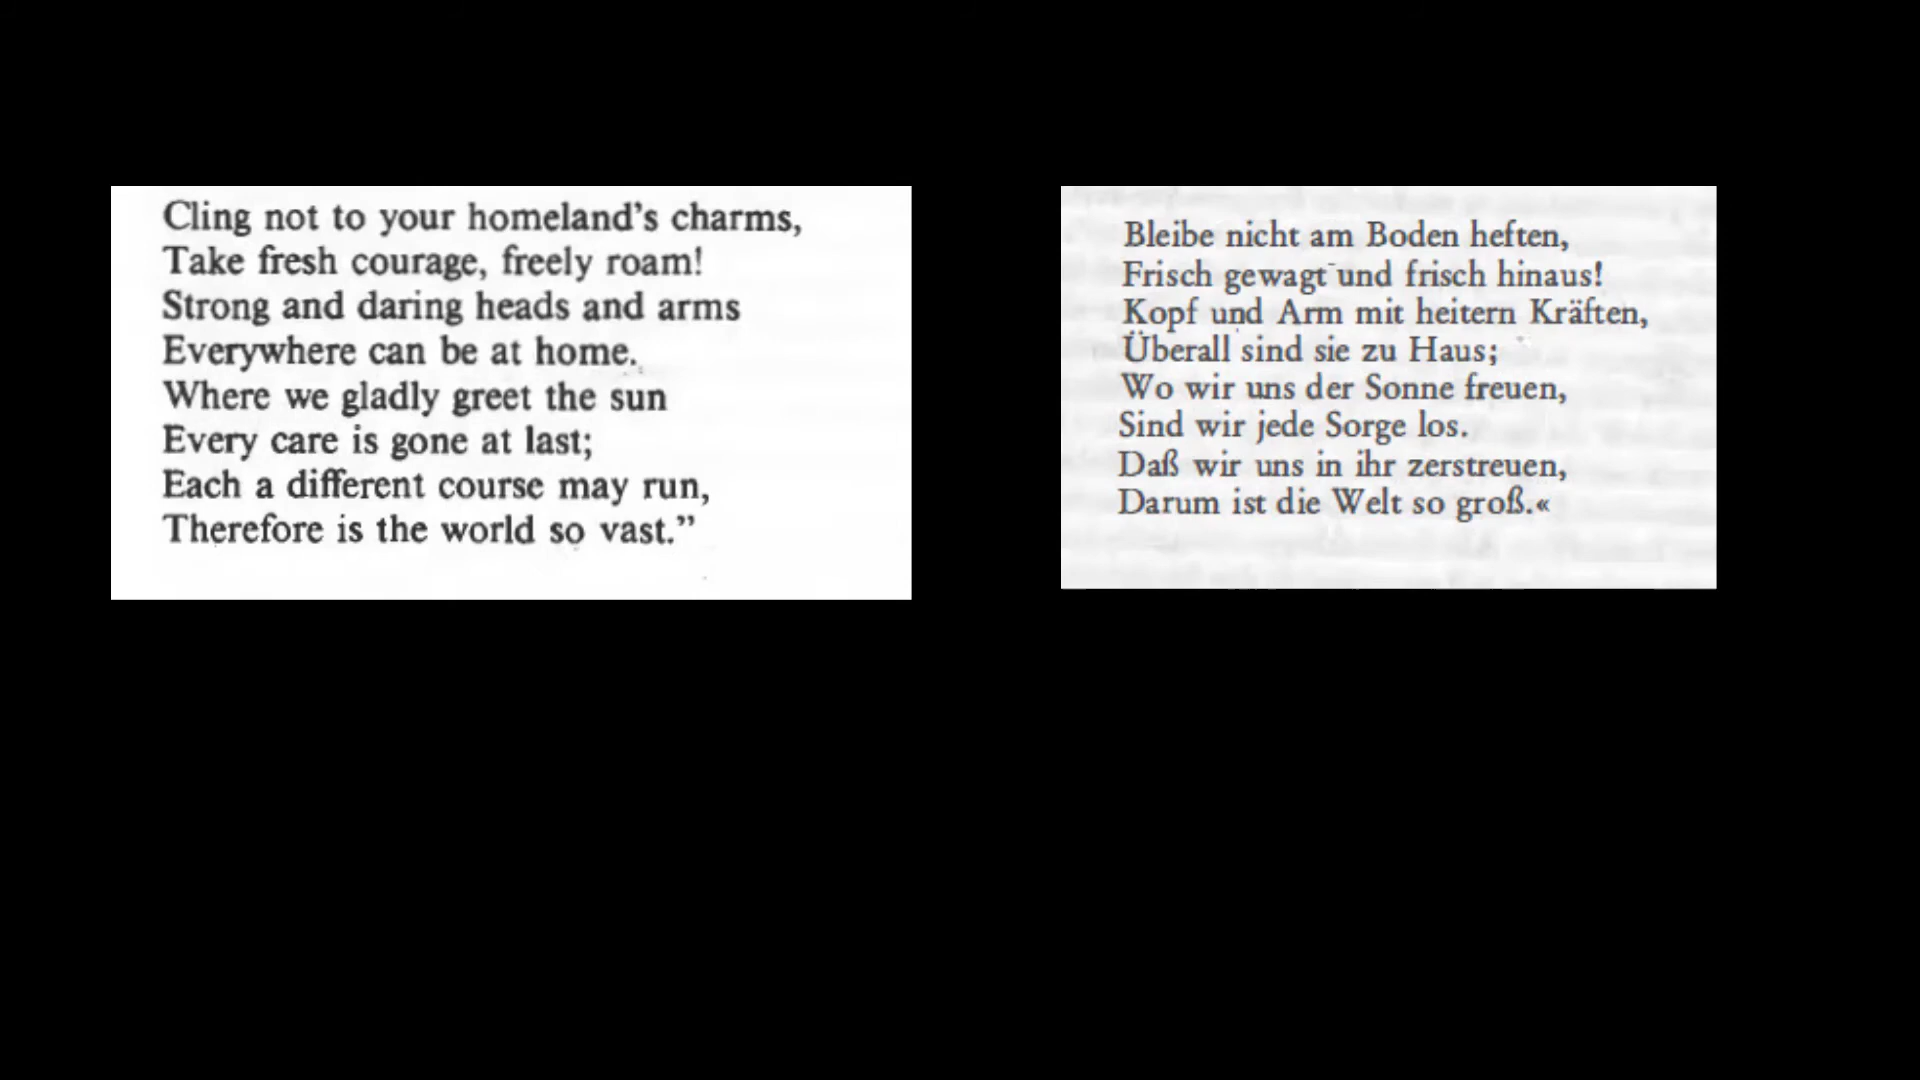 Cling not to your homeland's charms,
Take fresh courage, freely roam!
Strong and daring heads and arms
Everywhere can be at home.
Where we gladly greet the sun
Every care is gone at last;
Each a different course may run,
Therefore is the world so vast.”
Bleibe nicht am Boden heften,
Frisch gewagt und frisch hinaus!
Kopf und Arm mit heitern Kräften,
Überall sind sie zu Haus;
Wo wir uns der Sonne freuen,
Sind wir jede Sorge los.
Daß wir uns in ihr zerstreuen,
Darum ist die Welt so groß.«